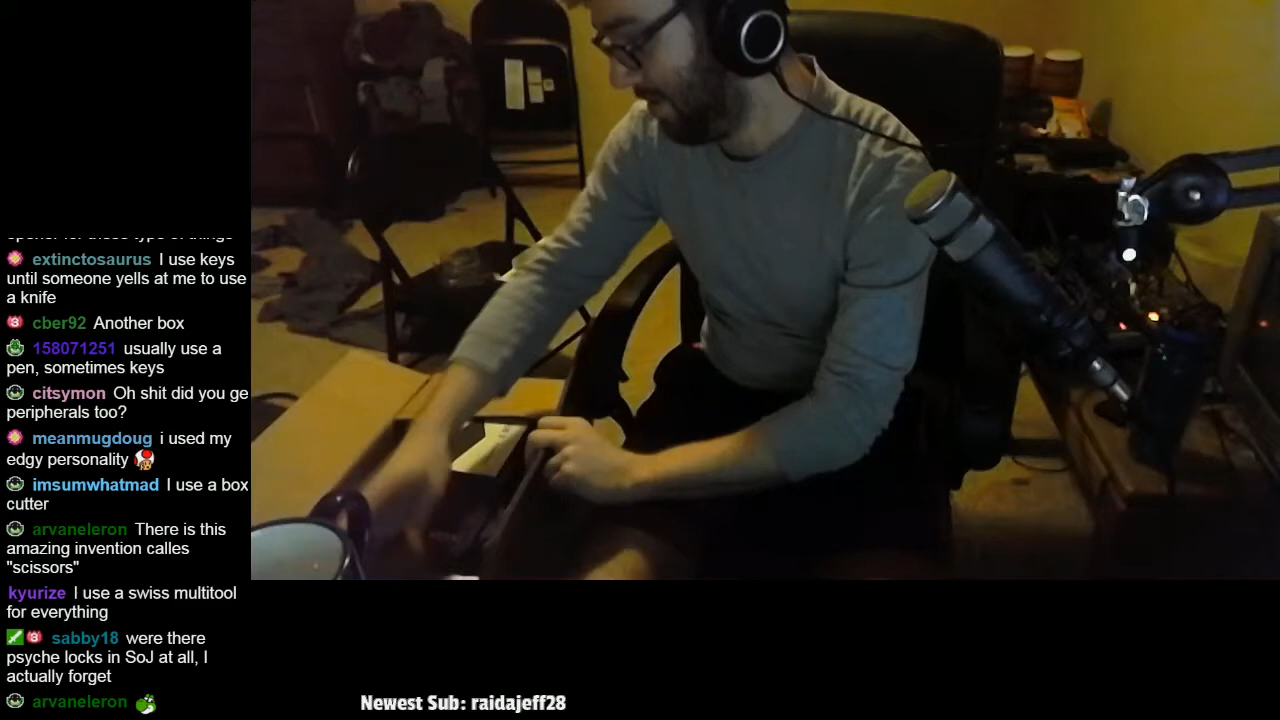 extinctosaurus I use keys
until someone yells at me to use
a knife
cber92 Another box
158071251 usually use a
pen, sometimes keys
citsymon Oh shit did you ge
peripherals too?
meanmugdoug i used my
edgy personality
imsumwhatmad I use a box
cutter
arvaneleron There is this
amazing invention calles
"scissors"
kyurize I use a swiss multitool
for everything
sabby18 were there
psyche locks in SoJ at all, I
actually forget
arvaneleron
Newest Sub: raidajeff28